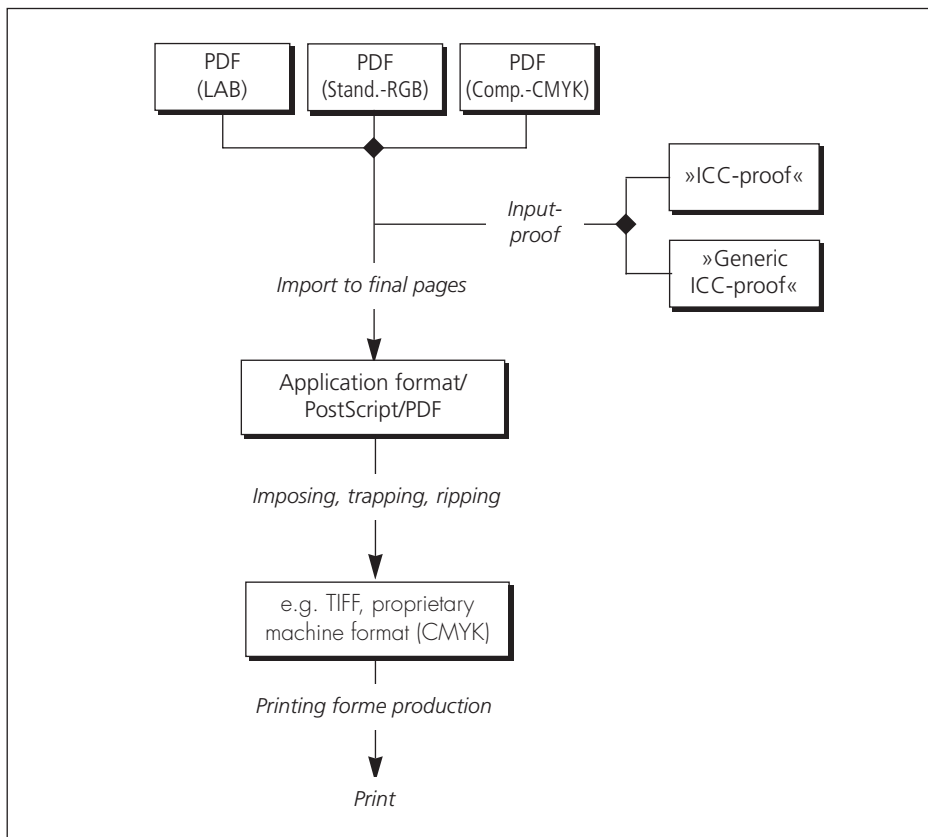 PDF
(LAB)
PDF
(Stand.-RGB)
PDF
(Comp.-CMYK)
»ICC-proof«
Input-
proof
»Generic
ICC-proof«
Import to final pages
Application format/
PostScript/PDF
Imposing, trapping, ripping
e.g. TIFF, proprietary
machine format (CMYK)
Printing forme production
Print